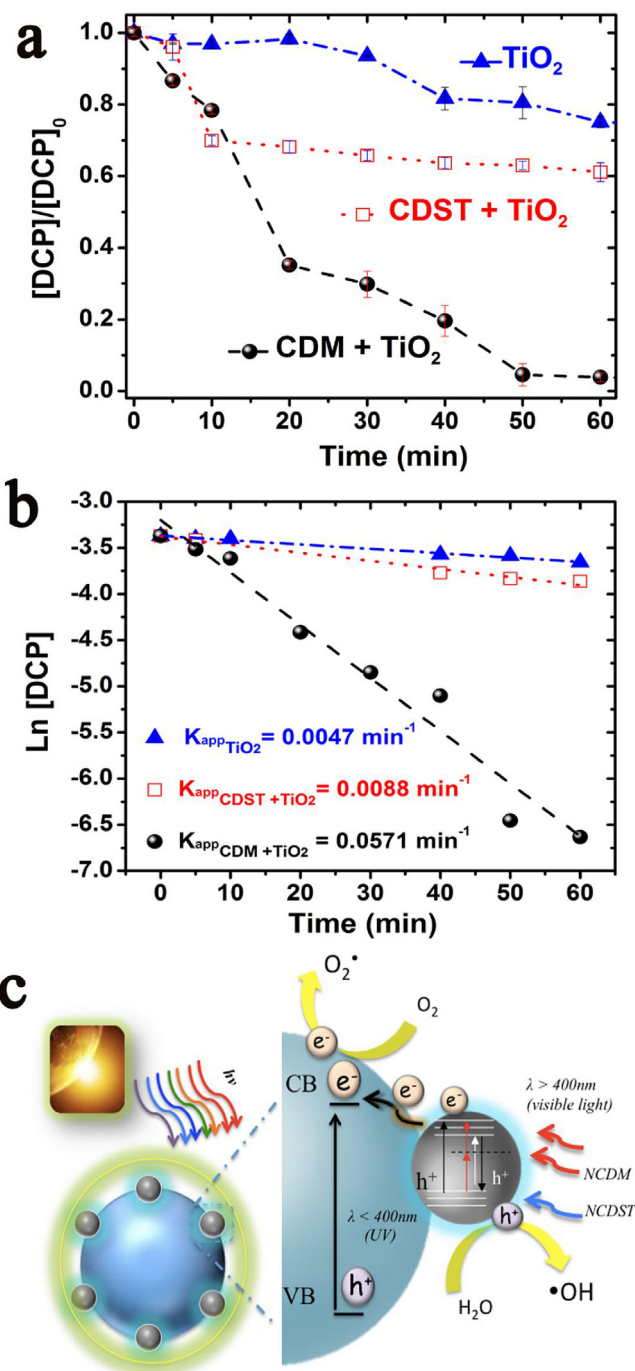 a
1.0
0.8
0.6
0.4
0.2
0.0
[DCP]/[DCP]0
TiO2
CDST + TiO2
CDM + TiO2
0 10 20 30 40 50 60
Time (min)
b
-3.0
-3.5
-4.0
-4.5
-5.0
-5.5
-6.0
-6.5
-7.0
Ln [DCP]
KappTiO2= 0.0047 min-1
KappCDST +TiO2= 0.0088 min-1
KappCDM +TiO2= 0.0571 min-1
0 10 20 30 40 50 60
Time (min)
c
hν
O2•
O2
e-
CB
e-
e-
e-
λ > 400nm
(visible light)
h+
h+
NCDM
NCDST
λ < 400nm
(UV)
h+
VB
h+
H2O
•OH